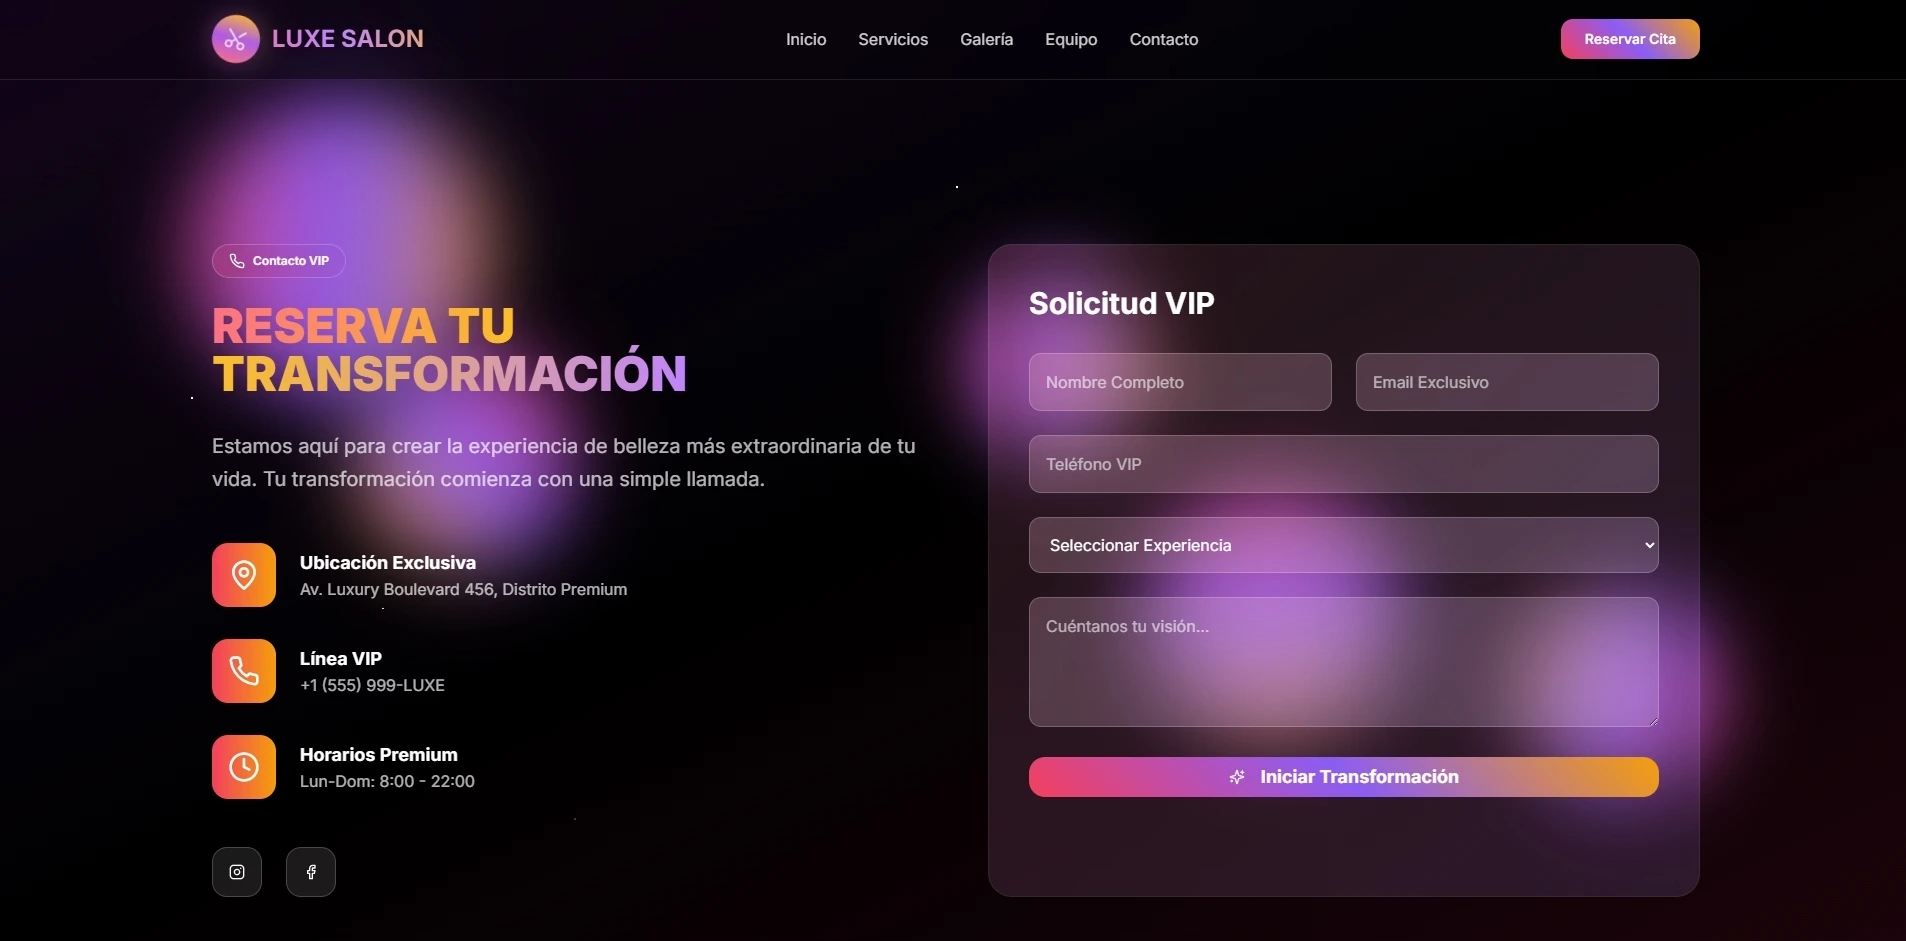 LUXE SALON
Inicio
Servicios
Galería
Equipo
Contacto
Reservar Cita
Contacto VIP
RESERVA TU
TRANSFORMACIÓN
Estamos aquí para crear la experiencia de belleza más extraordinaria de tu
vida. Tu transformación comienza con una simple llamada.
Ubicación Exclusiva
Av. Luxury Boulevard 456, Distrito Premium
Línea VIP
+1 (555) 999-LUXE
Horarios Premium
Lun-Dom: 8:00 - 22:00
Solicitud VIP
Nombre Completo
Email Exclusivo
Teléfono VIP
Seleccionar Experiencia
Cuéntanos tu visión...
Iniciar Transformación